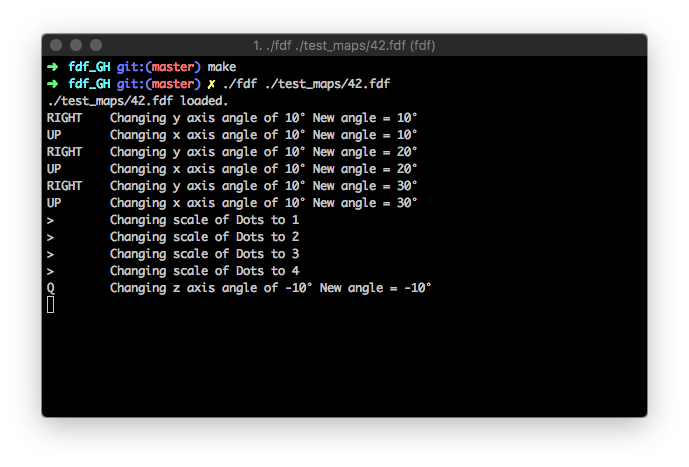 1. ./fdf ./test_maps/42.fdf (fdf)
➜ fdf_GH git:(master) make
➜ fdf_GH git:(master) ✗ ./fdf ./test_maps/42.fdf
./test_maps/42.fdf loaded.
RIGHT Changing y axis angle of 10° New angle = 10°
UP Changing x axis angle of 10° New angle = 10°
RIGHT Changing y axis angle of 10° New angle = 20°
UP Changing x axis angle of 10° New angle = 20°
RIGHT Changing y axis angle of 10° New angle = 30°
UP Changing x axis angle of 10° New angle = 30°
> Changing scale of Dots to 1
> Changing scale of Dots to 2
> Changing scale of Dots to 3
> Changing scale of Dots to 4
Q Changing z axis angle of -10° New angle = -10°